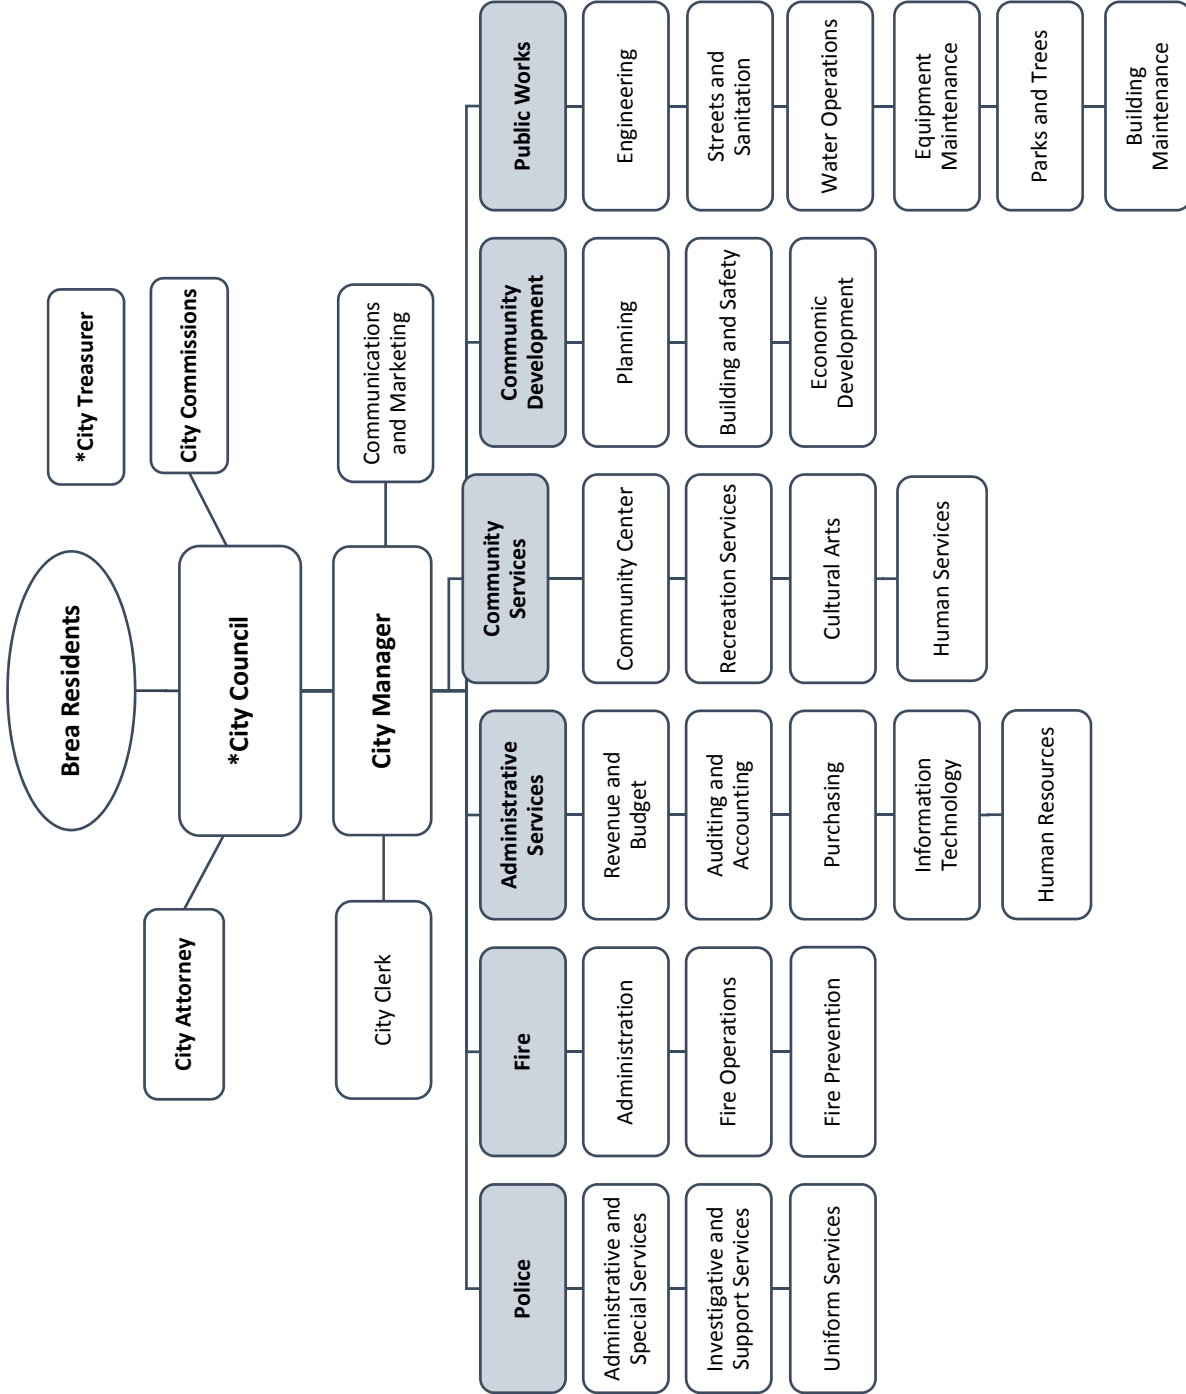 Brea Residents
*City Treasurer
City Attorney
*City Council
City Commissions
City Clerk
City Manager
Communications
and Marketing
Police
Administrative and
Special Services
Investigative and
Support Services
Uniform Services
Fire
Administration
Fire Operations
Fire Prevention
Administrative
Services
Revenue and
Budget
Auditing and
Accounting
Purchasing
Information
Technology
Human Resources
Community
Services
Community Center
Recreation Services
Cultural Arts
Human Services
Community
Development
Planning
Building and Safety
Economic
Development
Public Works
Engineering
Streets and
Sanitation
Water Operations
Equipment
Maintenance
Parks and Trees
Building
Maintenance